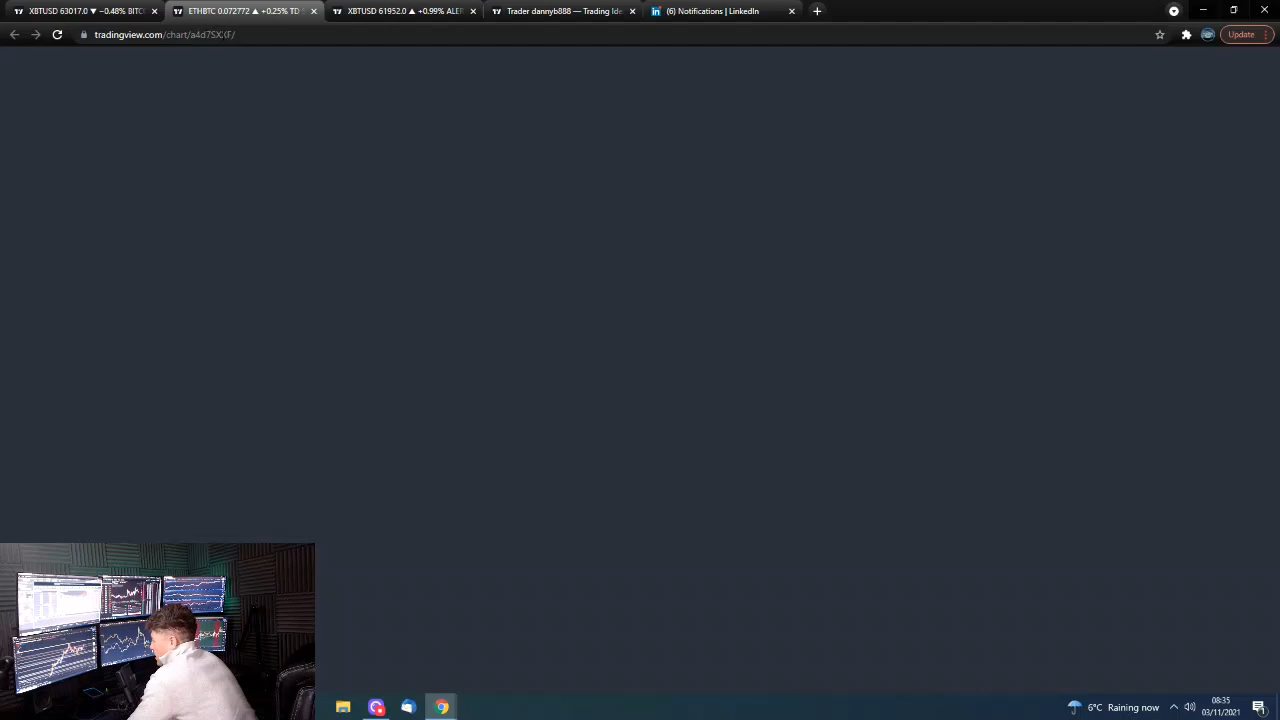 XBTUSD 63017.0 ▼ −0.48% BITC
ETHBTC 0.072772 ▲ +0.25% TD
XBTUSD 61952.0 ▲ +0.99% ALE
Trader dannyb888 — Trading Ide
(6) Notifications | LinkedIn
tradingview.com/chart/
Update
6°C Raining now
08:35
03/11/2021